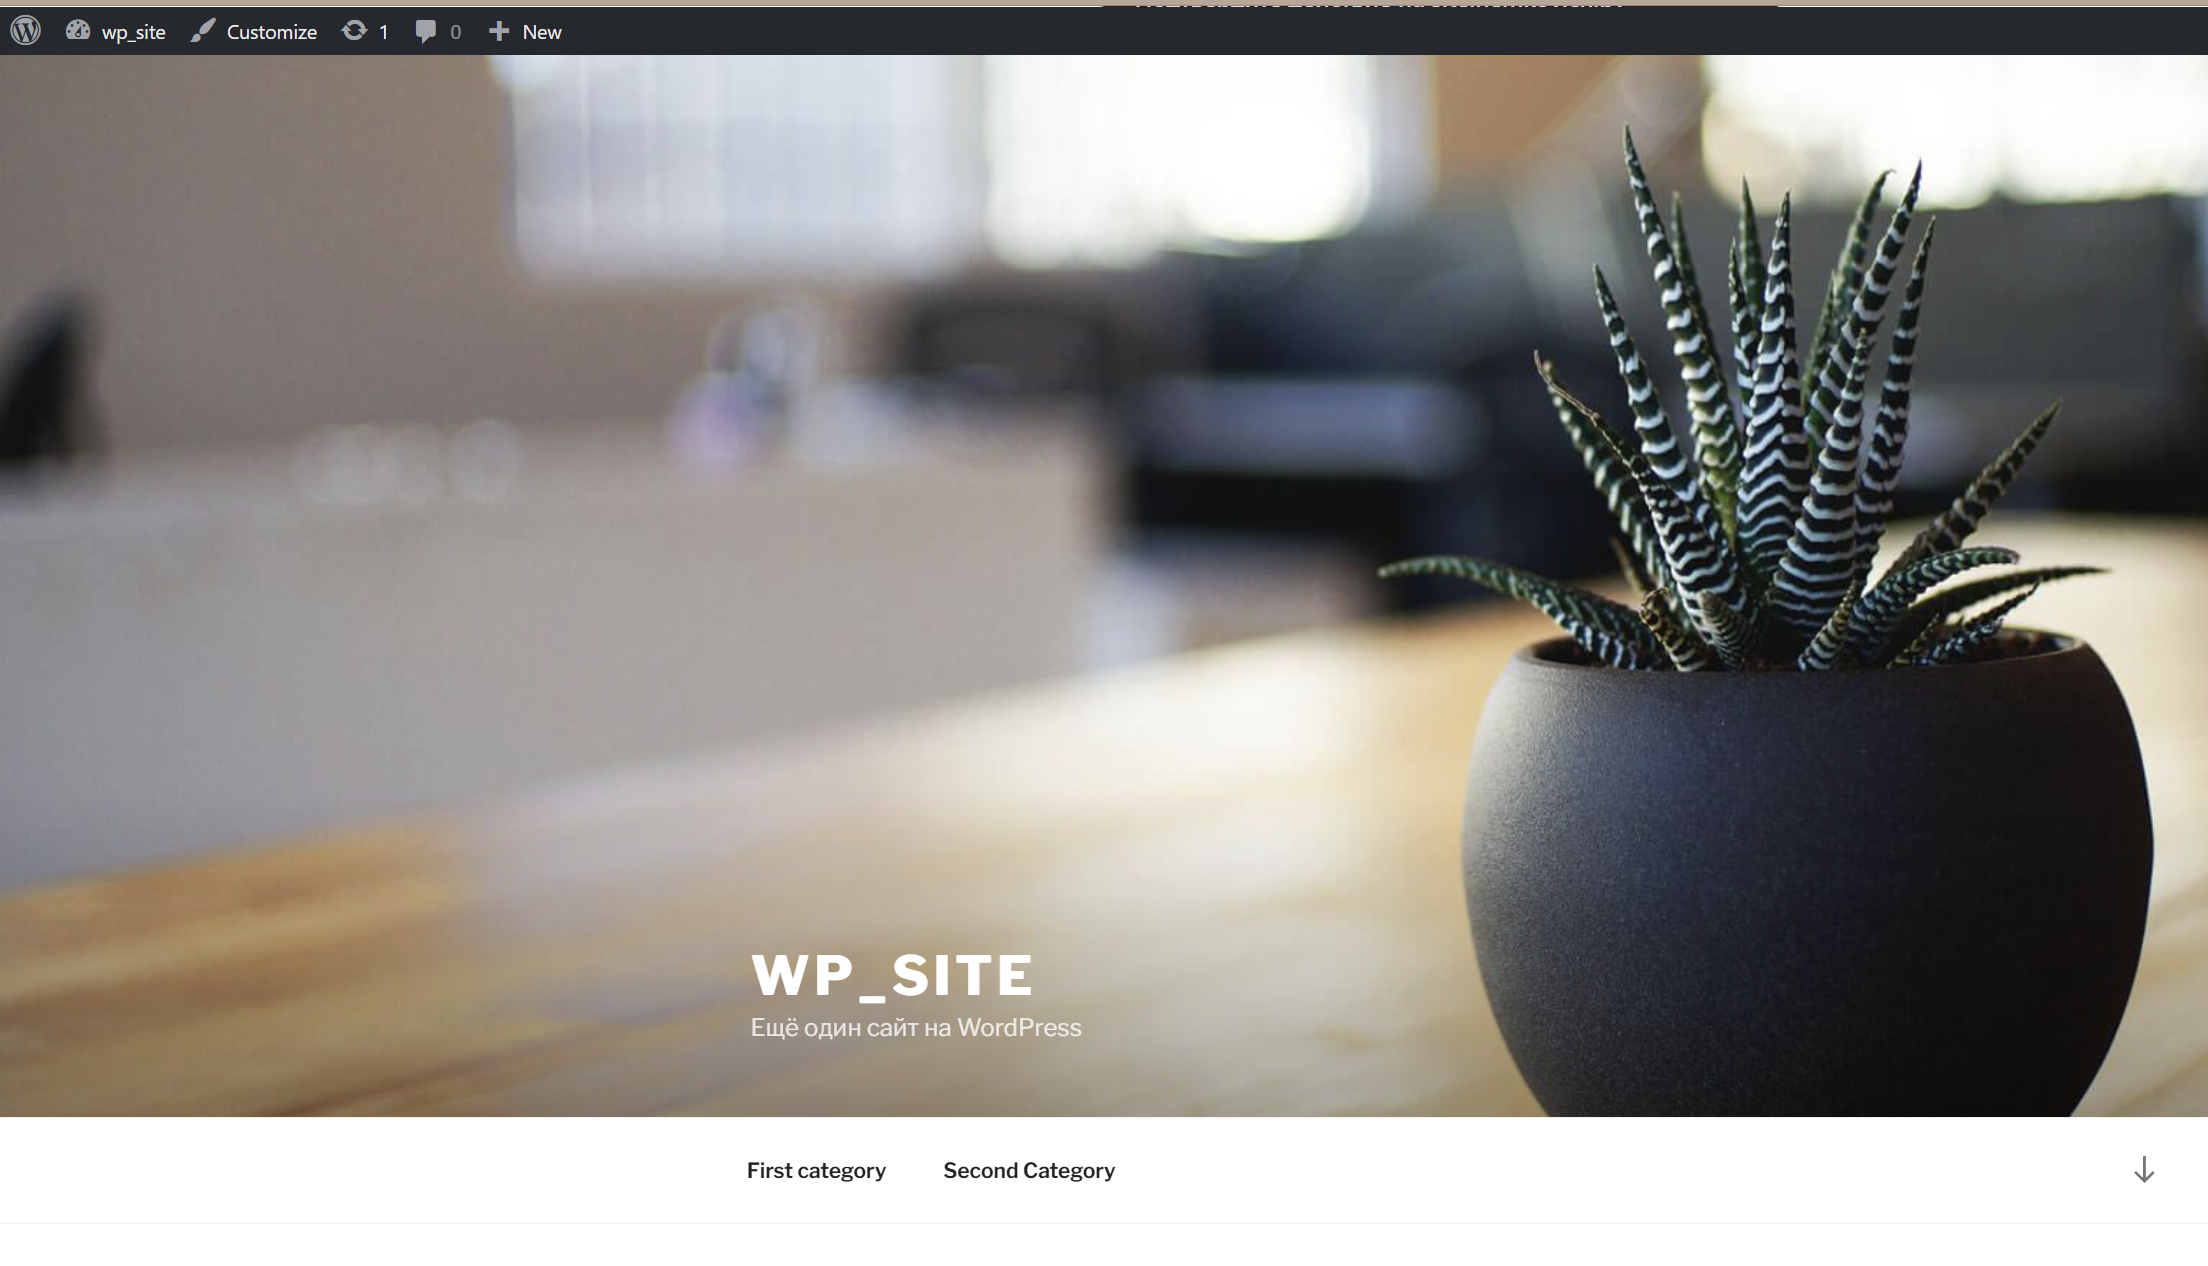 wp_site Customize 1 0 New
WP_SITE
Ещё один сайт на WordPress
First category Second Category